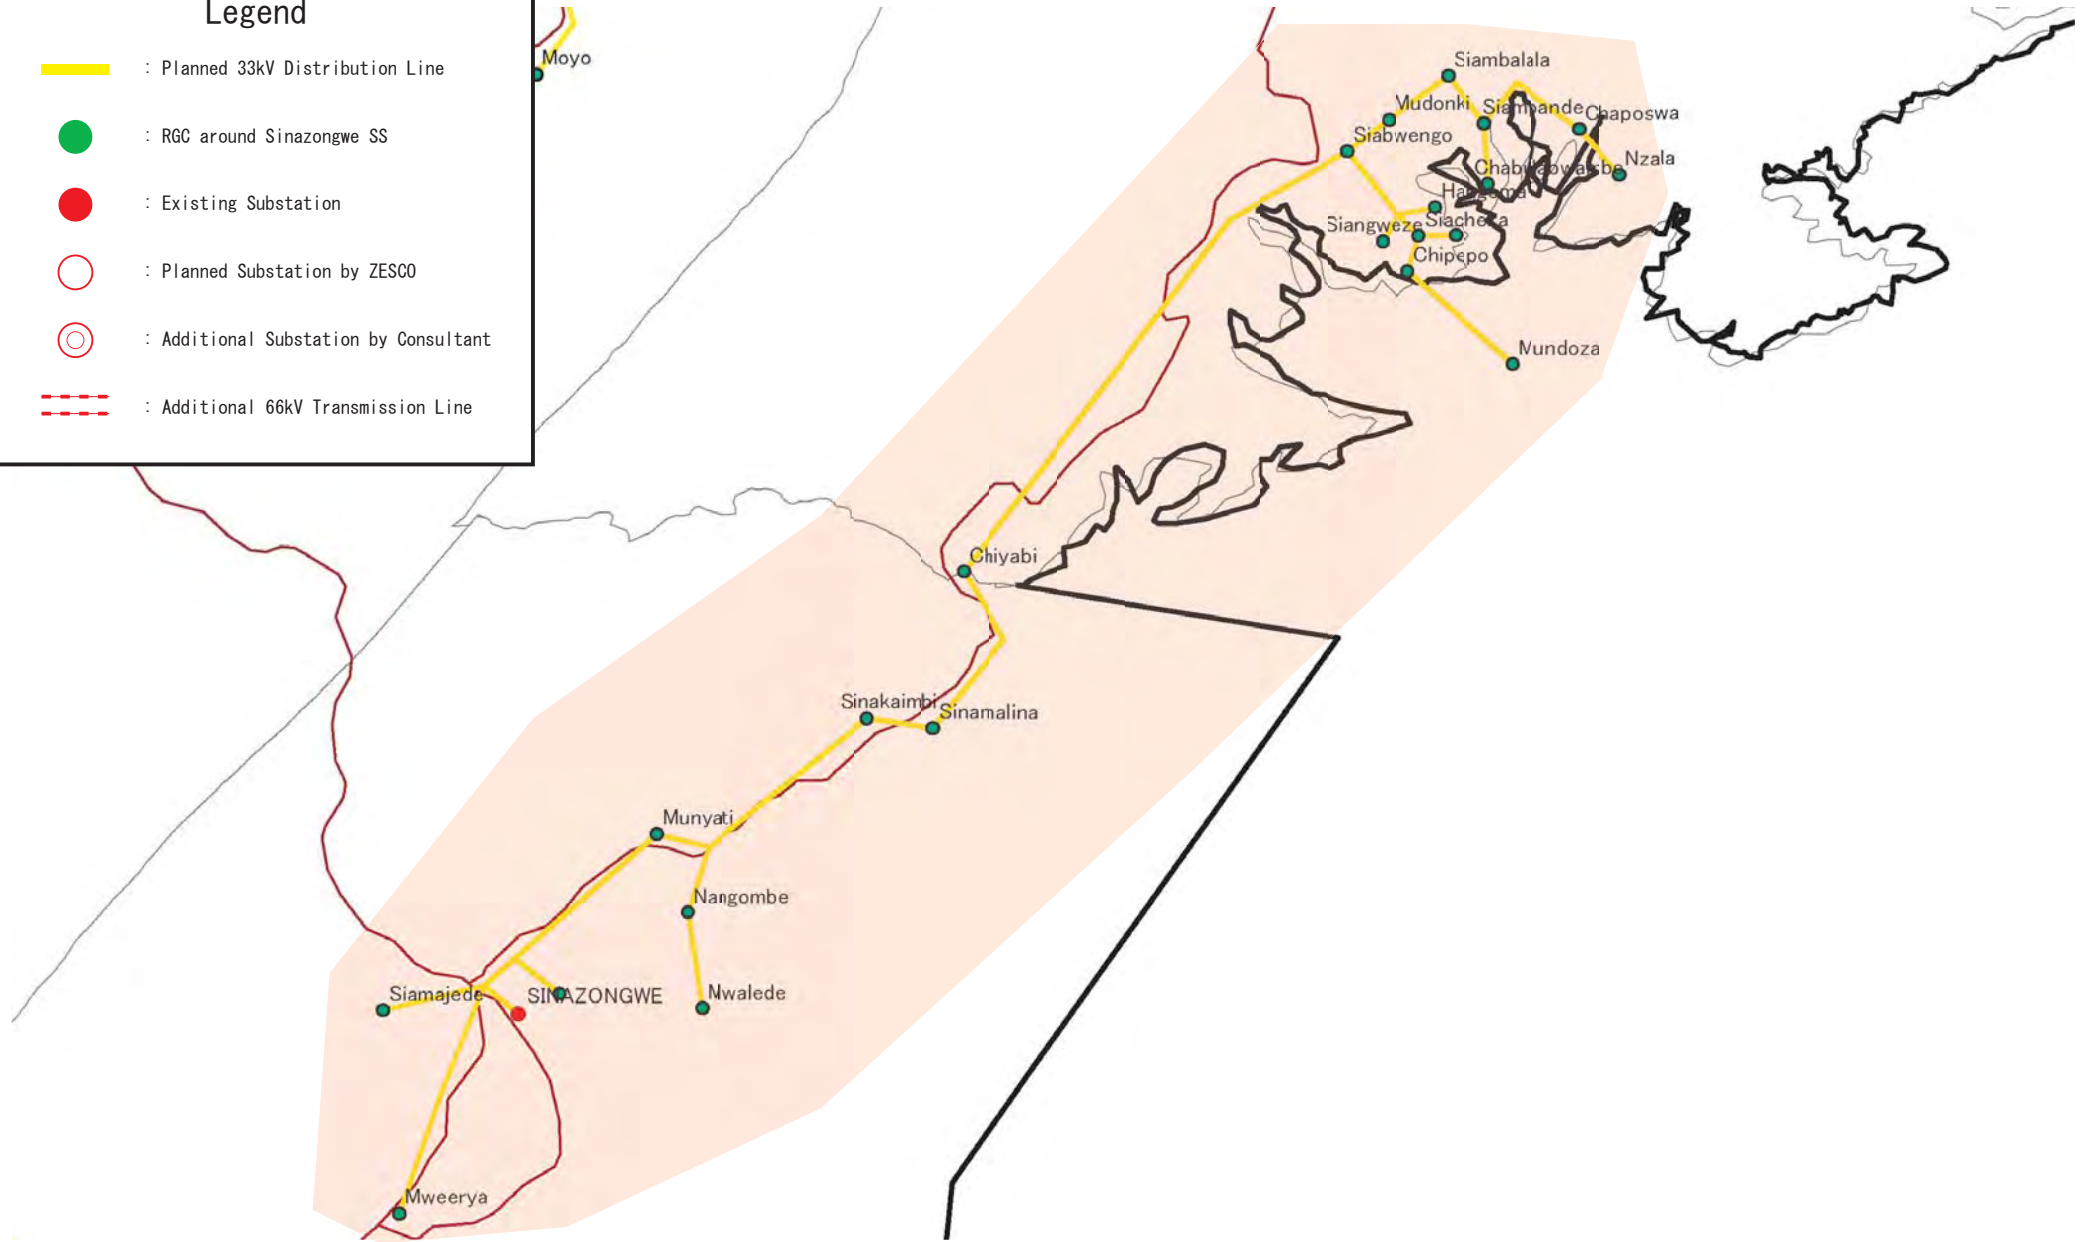 Legend
: Planned 33kV Distribution Line
: RGC around Sinazongwe SS
: Existing Substation
: Planned Substation by ZESCO
: Additional Substation by Consultant
: Additional 66kV Transmission Line
Moyo
Siambalala
Mudonki
Siampande
Chaposwa
Siabwengo
Nzala
Siangweze
Chipepo
Mundoza
Chiyabi
Sinakaimbi
Sinamalina
Munyati
Nangombe
Siamajede
SINAZONGWE
Nwalede
Mweerya